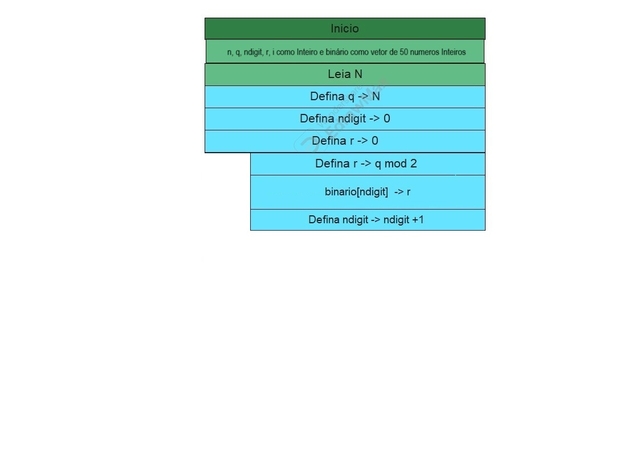 Inicio
n, q, ndigit, r, i como Inteiro e binário como vetor de 50 numeros Inteiros
Leia N
Defina q -> N
Defina ndigit -> 0
Defina r -> 0
Defina r -> q mod 2
binario[ndigit] -> r
Defina ndigit -> ndigit +1